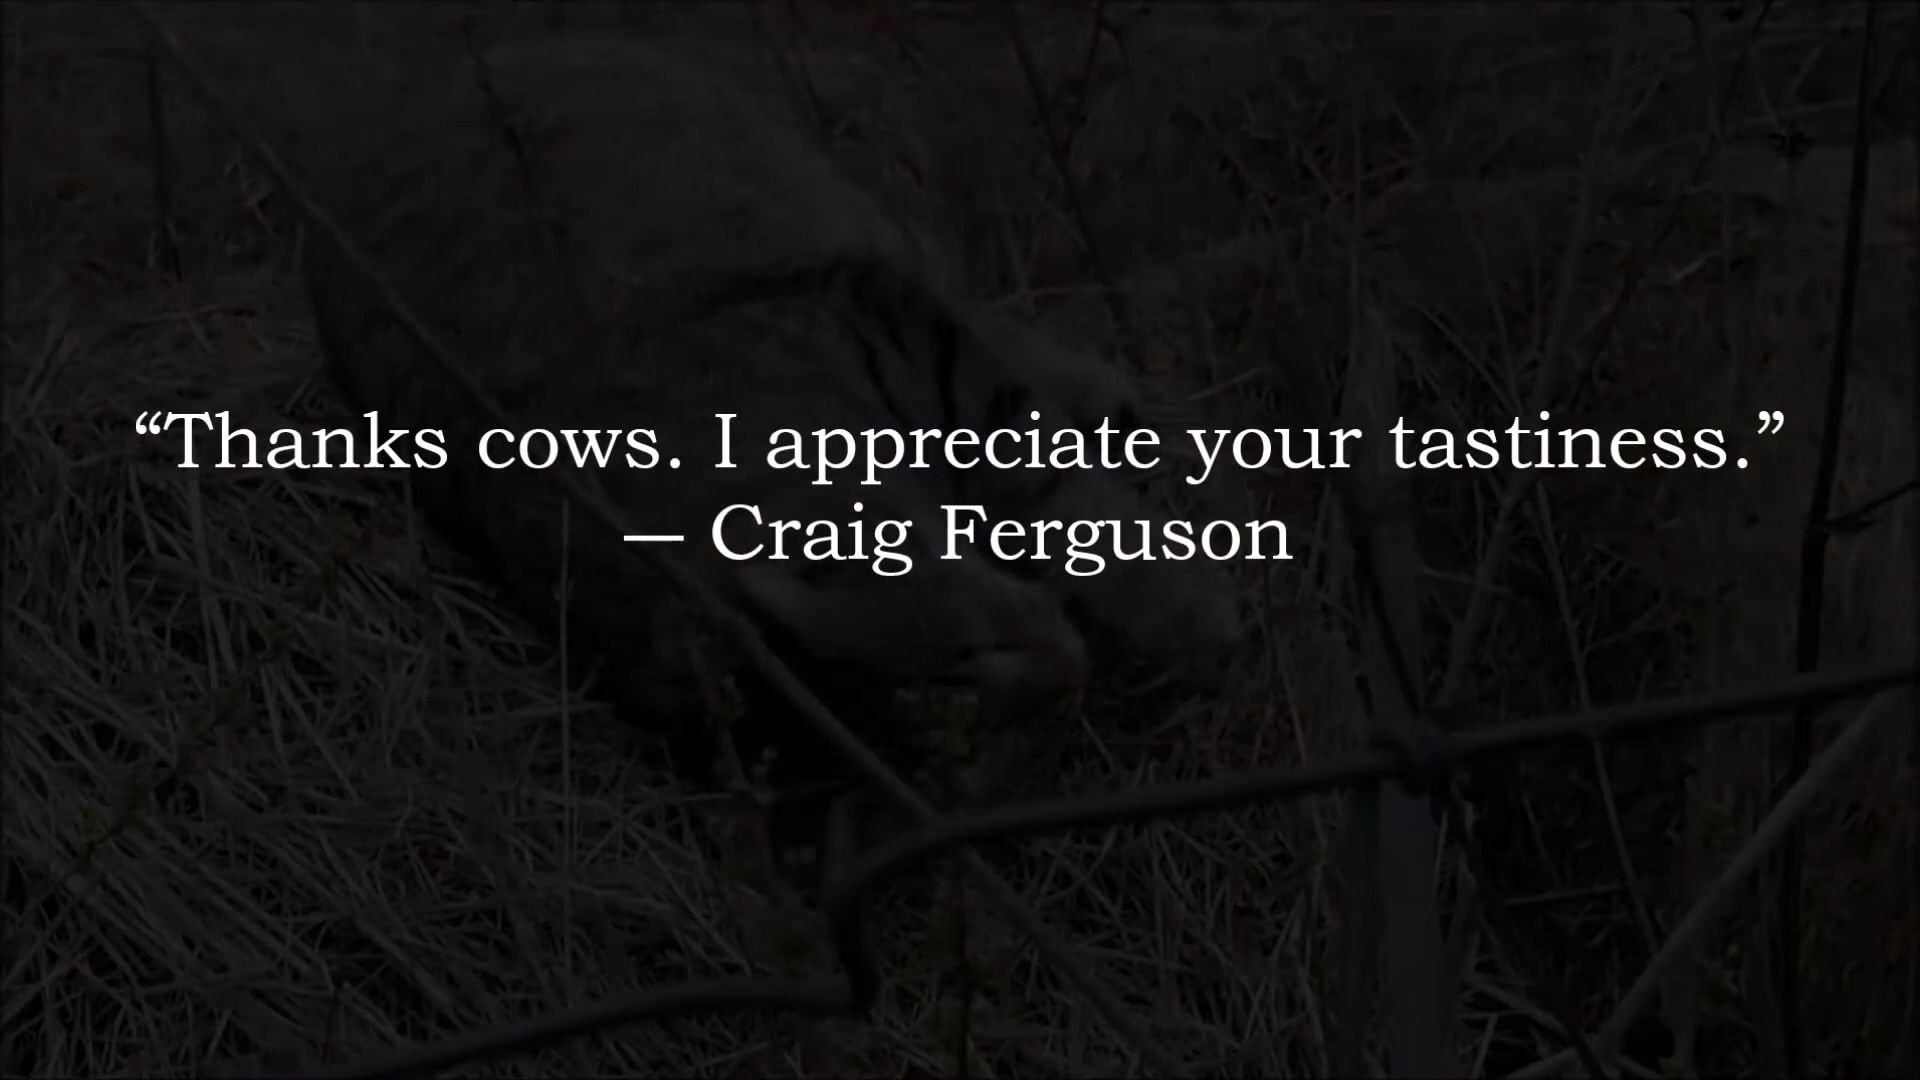 “Thanks cows. I appreciate your tastiness.”
— Craig Ferguson